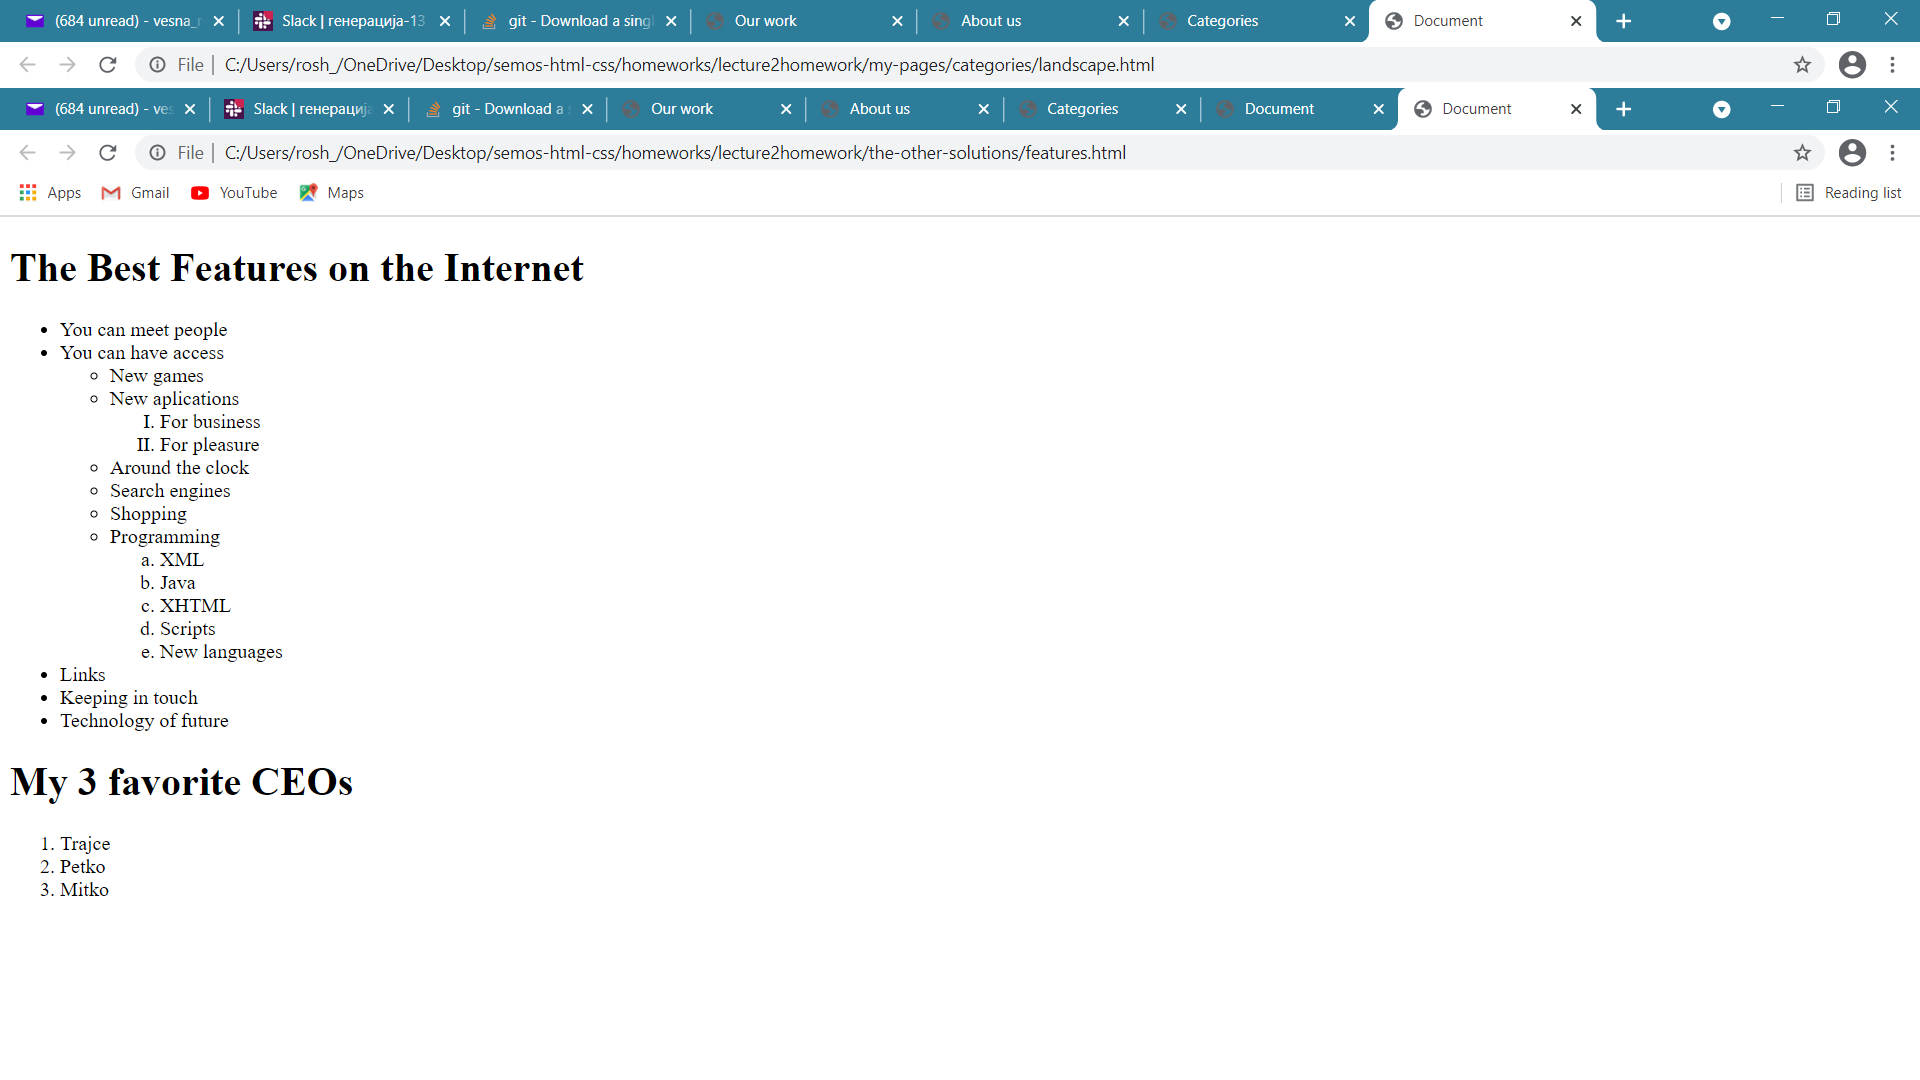 (684 unread) - vesna_r Slack | генерација-13 git - Download a singl Our work About us Categories Document
File | C:/Users/rosh_/OneDrive/Desktop/semos-html-css/homeworks/lecture2homework/my-pages/categories/landscape.html
(684 unread) - ves Slack | генерација git - Download a s Our work About us Categories Document Document
File | C:/Users/rosh_/OneDrive/Desktop/semos-html-css/homeworks/lecture2homework/the-other-solutions/features.html
Apps Gmail YouTube Maps Reading list
The Best Features on the Internet
• You can meet people
• You can have access
◦ New games
◦ New aplications
I. For business
II. For pleasure
◦ Around the clock
◦ Search engines
◦ Shopping
◦ Programming
a. XML
b. Java
c. XHTML
d. Scripts
e. New languages
• Links
• Keeping in touch
• Technology of future
My 3 favorite CEOs
1. Trajce
2. Petko
3. Mitko